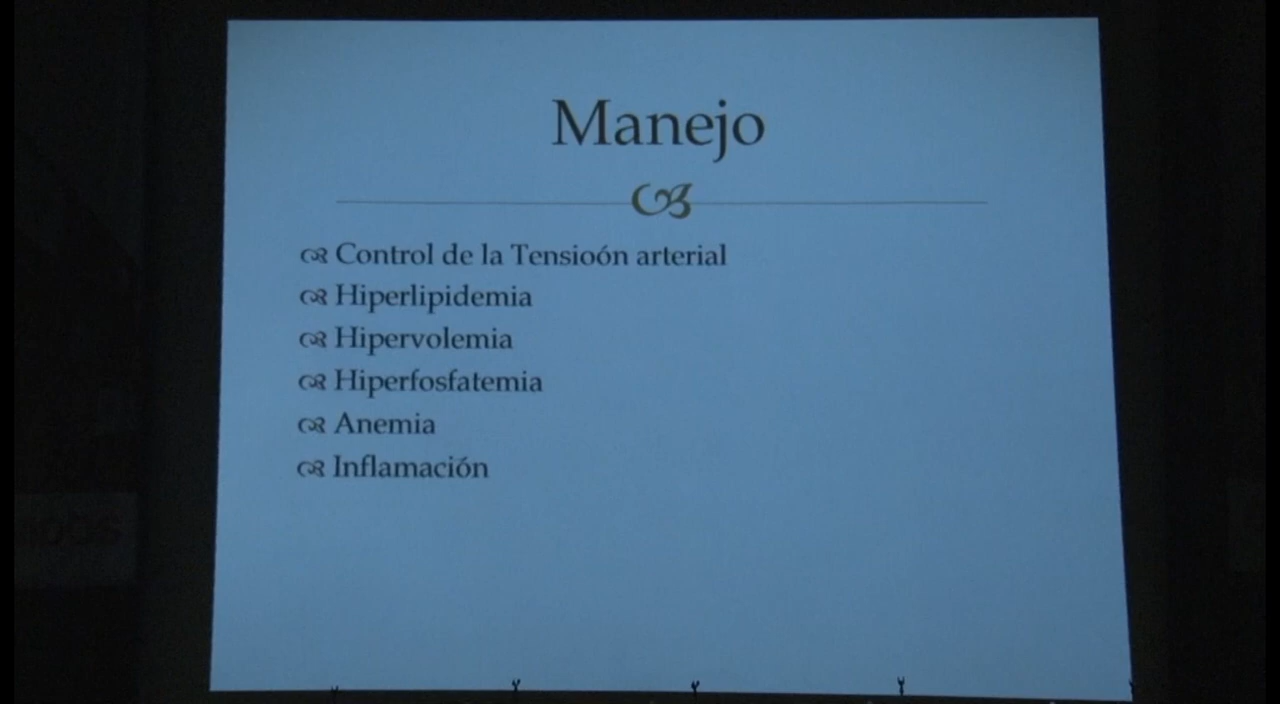 Manejo
Control de la Tensioón arterial
Hiperlipidemia
Hipervolemia
Hiperfosfatemia
Anemia
Inflamación